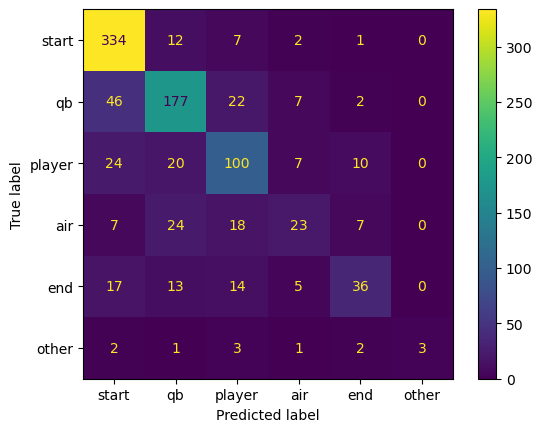 True label
start 334 12 7 2 1 0
qb 46 177 22 7 2 0
player 24 20 100 7 10 0
air 7 24 18 23 7 0
end 17 13 14 5 36 0
other 2 1 3 1 2 3
start qb player air end other
Predicted label
300
250
200
150
100
50
0